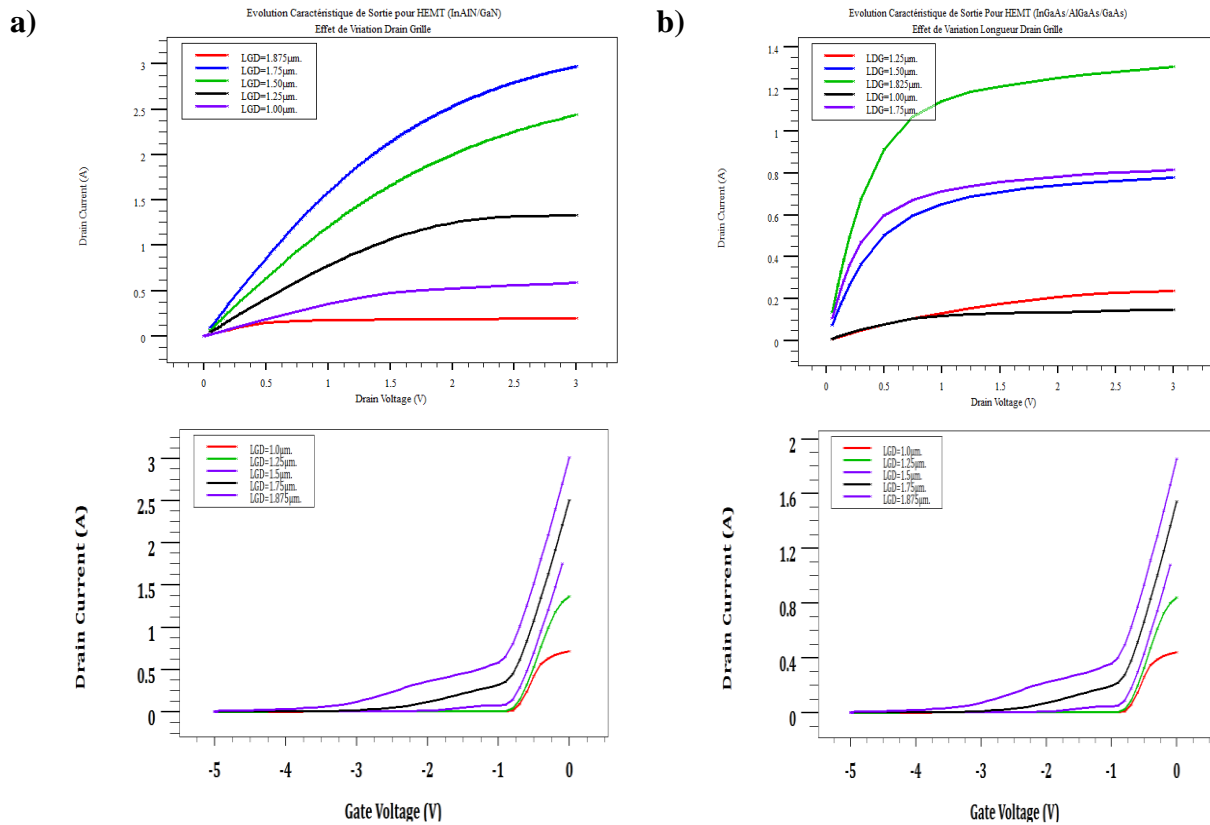 a)
Evolution Caractéristique de Sortie pour HEMT (InAlN/GaN)
Effet de Vriation Drain Grille
LGD=1.875µm.
LGD=1.75µm.
LGD=1.50µm.
LGD=1.25µm.
LGD=1.00µm.
3
2.5
2
1.5
1
0.5
0
Drain Current (A)
0 0.5 1 1.5 2 2.5 3
Drain Voltage (V)
b)
Evolution Caractéristique de Sortie Pour HEMT (InGaAs/AlGaAs/GaAs)
Effet de Variation Longueur Drain Grille
LDG=1.25µm.
LDG=1.50µm.
LDG=1.825µm.
LDG=1.00µm.
LDG=1.75µm.
1.4
1.2
1
0.8
0.6
0.4
0.2
0
Drain Current (A)
0 0.5 1 1.5 2 2.5 3
Drain Voltage (V)
LGD=1.0µm.
LGD=1.25µm.
LGD=1.5µm.
LGD=1.75µm.
LGD=1.875µm.
3
2.5
2
1.5
1
0.5
0
Drain Current (A)
-5 -4 -3 -2 -1 0
Gate Voltage (V)
LGD=1.0µm.
LGD=1.25µm.
LGD=1.5µm.
LGD=1.75µm.
LGD=1.875µm.
2
1.6
1.2
0.8
0.4
0
Drain Current (A)
-5 -4 -3 -2 -1 0
Gate Voltage (V)